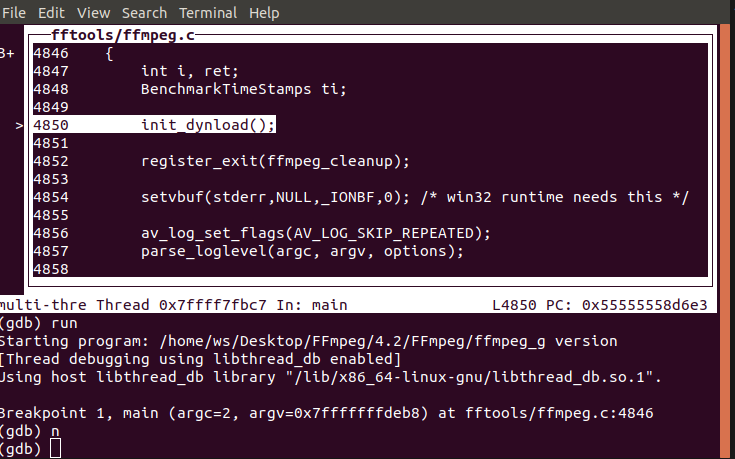 File Edit View Search Terminal Help
fftools/ffmpeg.c
3+ 4846 {
4847 int i, ret;
4848 BenchmarkTimeStamps ti;
4849
> 4850 init_dynload();
4851
4852 register_exit(ffmpeg_cleanup);
4853
4854 setvbuf(stderr,NULL,_IONBF,0); /* win32 runtime needs this */
4855
4856 av_log_set_flags(AV_LOG_SKIP_REPEATED);
4857 parse_loglevel(argc, argv, options);
4858
multi-thre Thread 0x7ffff7fbc7 In: main L4850 PC: 0x55555558d6e3
(gdb) run
Starting program: /home/ws/Desktop/FFmpeg/4.2/FFmpeg/ffmpeg_g version
[Thread debugging using libthread_db enabled]
Using host libthread_db library "/lib/x86_64-linux-gnu/libthread_db.so.1".
Breakpoint 1, main (argc=2, argv=0x7fffffffdeb8) at fftools/ffmpeg.c:4846
(gdb) n
(gdb)